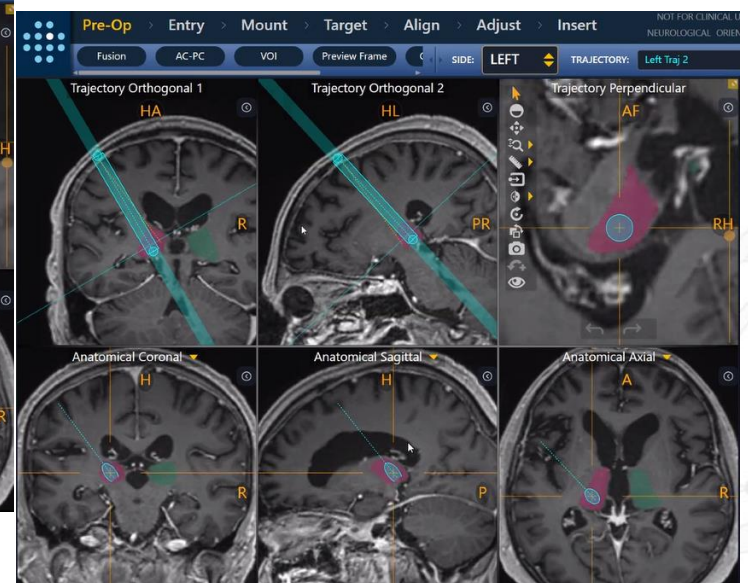 Pre-Op
Entry
Mount
Target
Align
Adjust
Insert
NOT FOR CLINICAL
NEUROLOGICAL
Fusion
AC-PC
VOI
Preview Frame
SIDE:
LEFT
TRAJECTORY:
Left Traj 2
Trajectory Orthogonal 1
Trajectory Orthogonal 2
Trajectory Perpendicular
HA
HL
AF
H
R
PR
RH
Anatomical Coronal
Anatomical Sagittal
Anatomical Axial
H
H
A
R
R
P
R